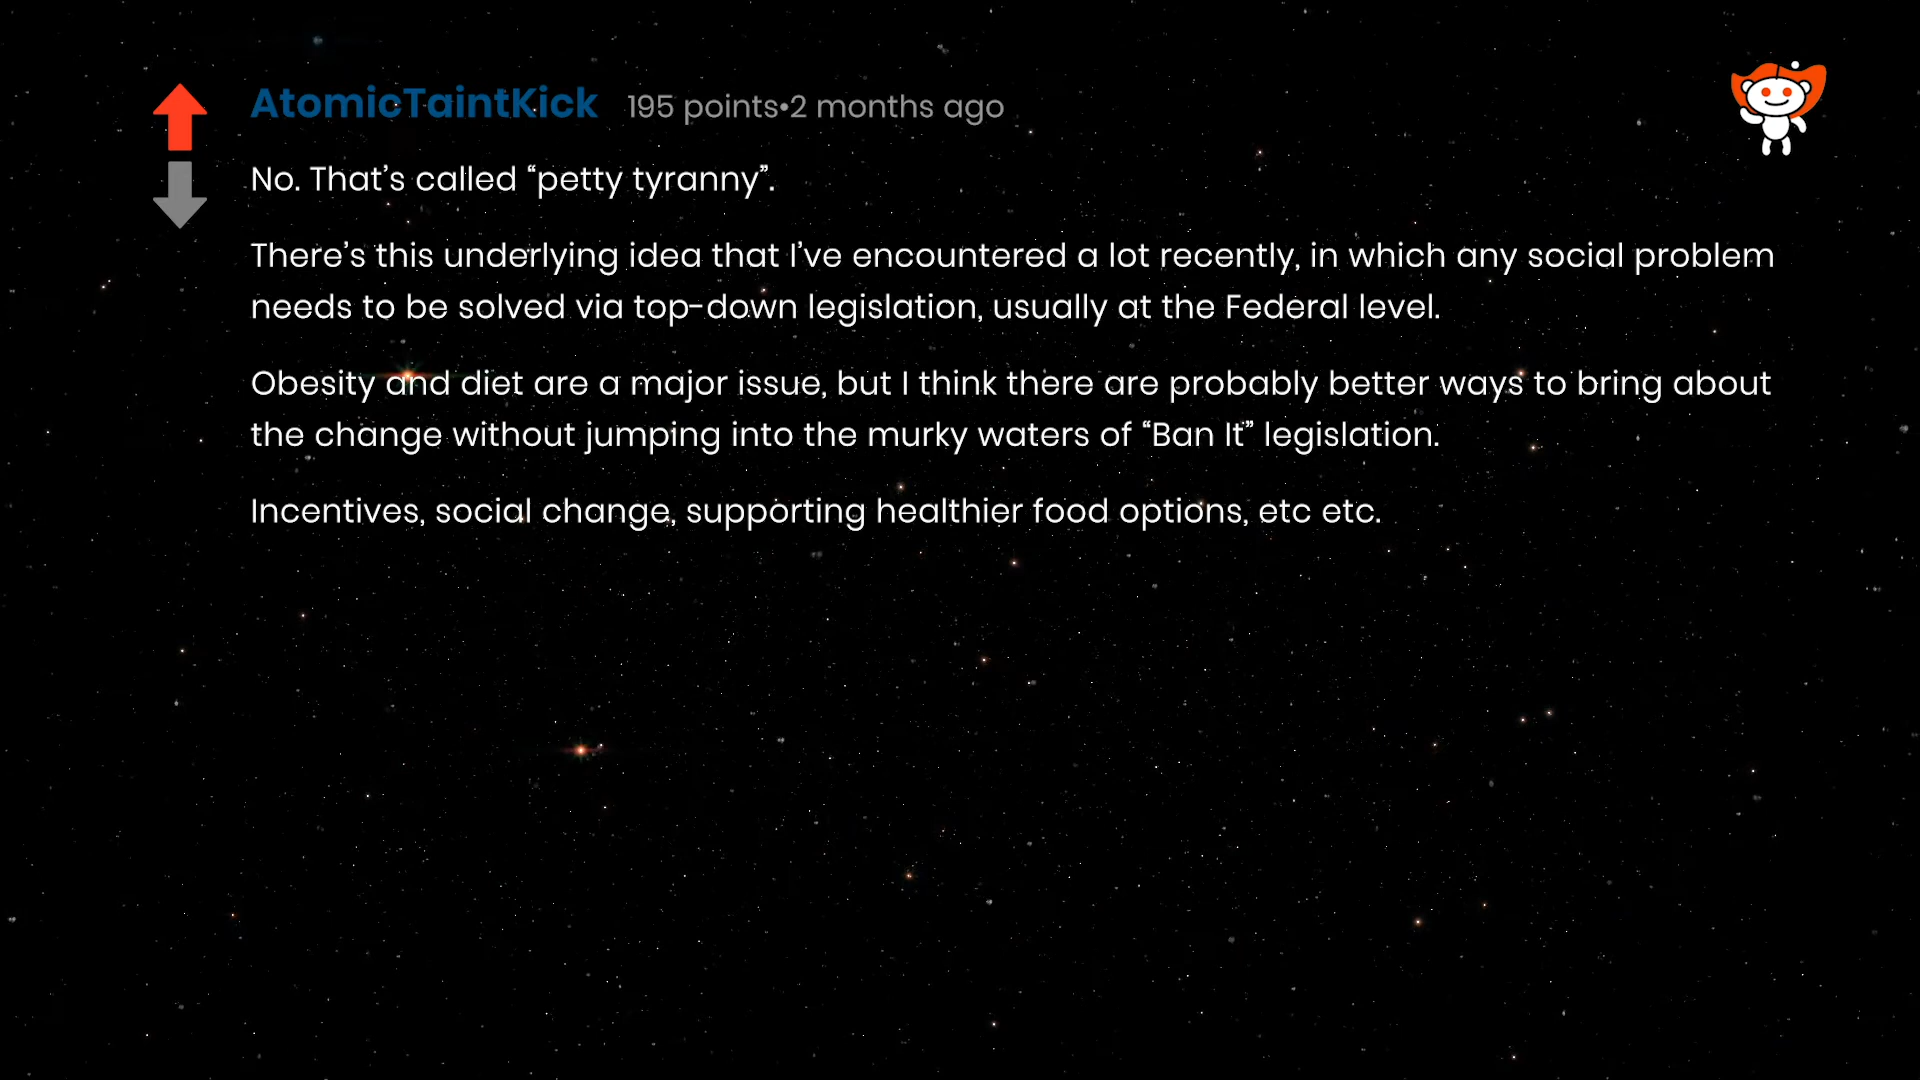 AtomicTaintKick 195 points•2 months ago
No. That’s called “petty tyranny”.
There’s this underlying idea that I’ve encountered a lot recently, in which any social problem
needs to be solved via top-down legislation, usually at the Federal level.
Obesity and diet are a major issue, but I think there are probably better ways to bring about
the change without jumping into the murky waters of “Ban It” legislation.
Incentives, social change, supporting healthier food options, etc etc.